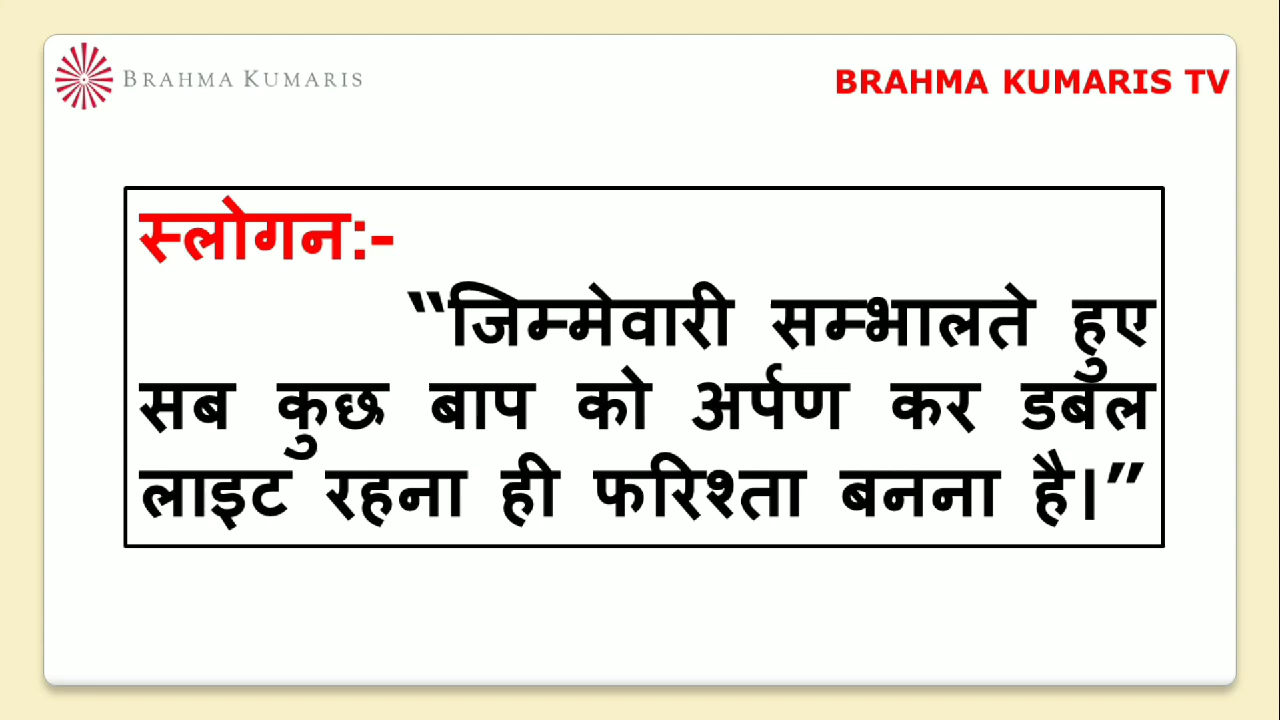 BRAHMA KUMARIS
BRAHMA KUMARIS TV
स्लोगन:-
“जिम्मेवारी सम्भालते हुए
सब कुछ बाप को अर्पण कर डबल
लाइट रहना ही फरिश्ता बनना है।”